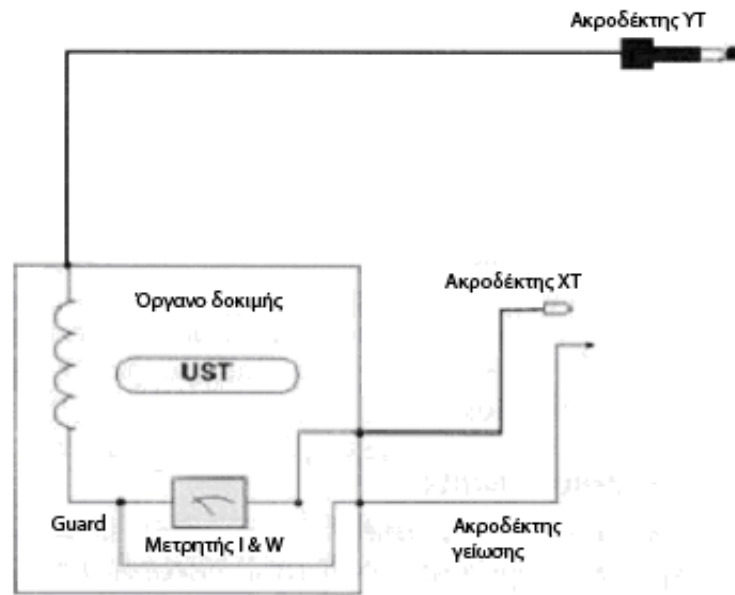 Ακροδέκτης ΥΤ
Όργανο δοκιμής
Ακροδέκτης ΧΤ
UST
Guard
Μετρητής I & W
Ακροδέκτης
γείωσης